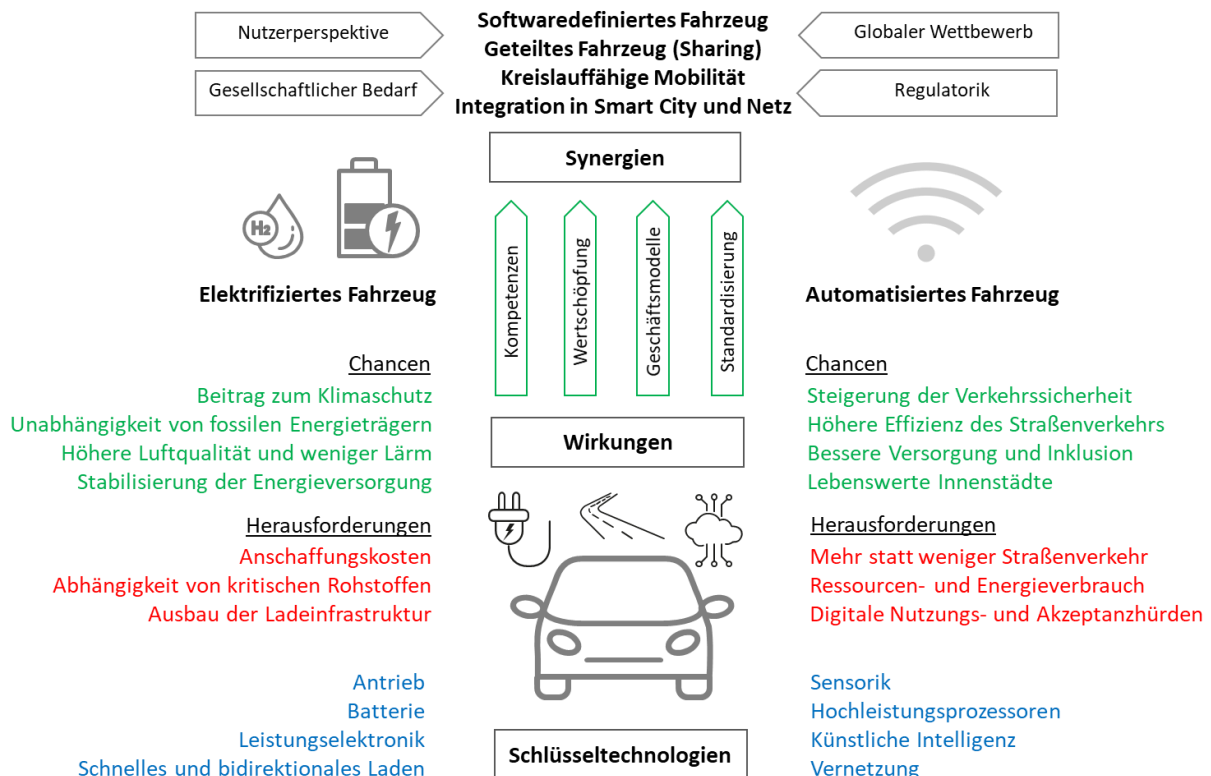 Nutzerperspektive
Gesellschaftlicher Bedarf
Softwaredefiniertes Fahrzeug
Geteiltes Fahrzeug (Sharing)
Kreislauffähige Mobilität
Integration in Smart City und Netz
Globaler Wettbewerb
Regulatorik
Synergien
H2
Elektrifiziertes Fahrzeug
Kompetenzen
Wertschöpfung
Geschäftsmodelle
Standardisierung
Automatisiertes Fahrzeug
Chancen
Beitrag zum Klimaschutz
Unabhängigkeit von fossilen Energieträgern
Höhere Luftqualität und weniger Lärm
Stabilisierung der Energieversorgung
Wirkungen
Chancen
Steigerung der Verkehrssicherheit
Höhere Effizienz des Straßenverkehrs
Bessere Versorgung und Inklusion
Lebenswerte Innenstädte
Herausforderungen
Anschaffungskosten
Abhängigkeit von kritischen Rohstoffen
Ausbau der Ladeinfrastruktur
Herausforderungen
Mehr statt weniger Straßenverkehr
Ressourcen- und Energieverbrauch
Digitale Nutzungs- und Akzeptanzhürden
Antrieb
Batterie
Leistungselektronik
Schnelles und bidirektionales Laden
Schlüsseltechnologien
Sensorik
Hochleistungsprozessoren
Künstliche Intelligenz
Vernetzung